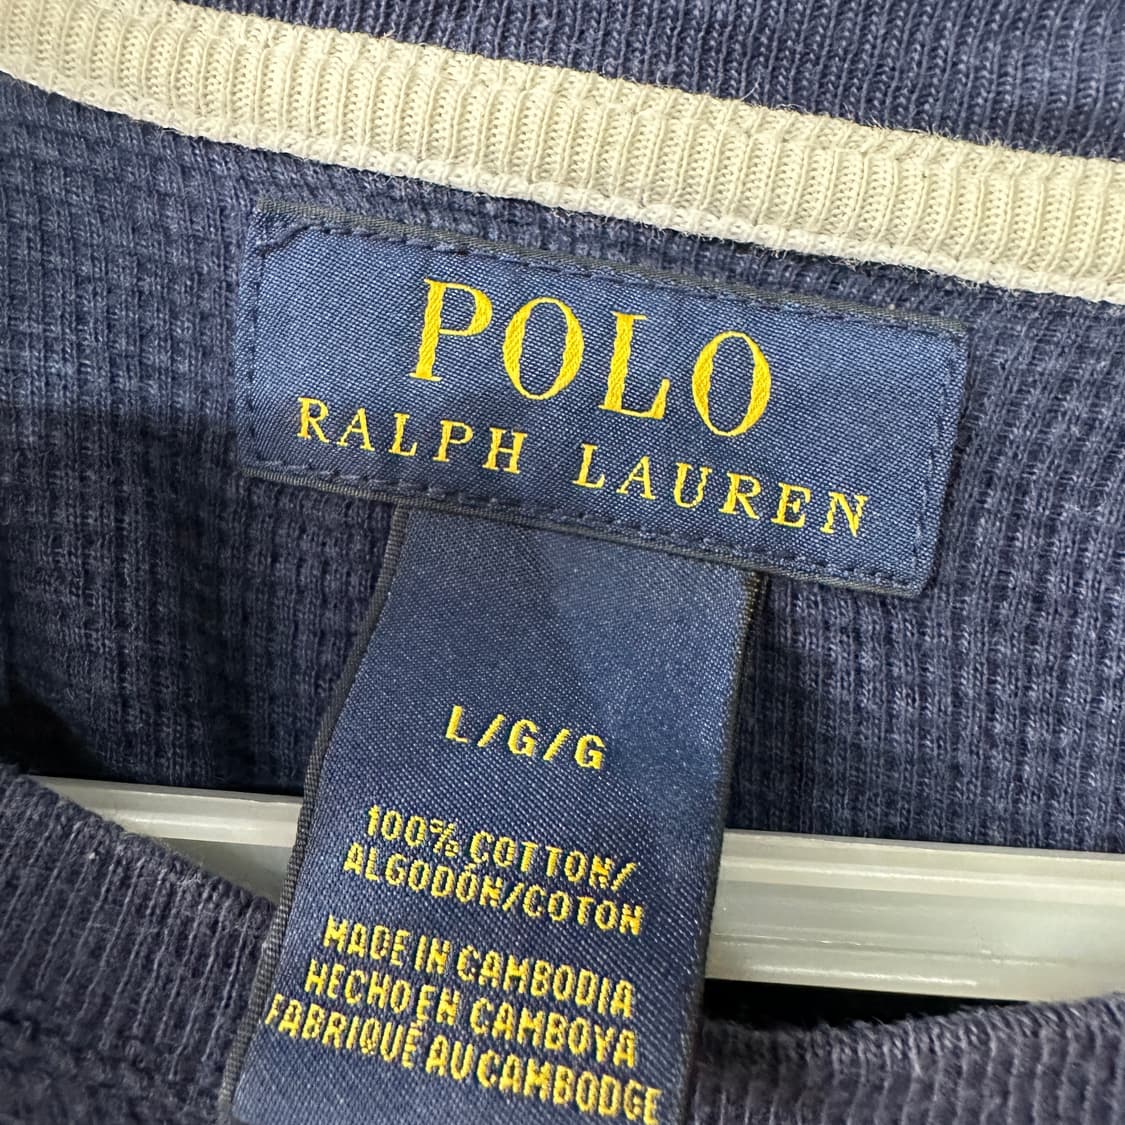 POLO
RALPH LAUREN
L/G/G
100% COTTON/
ALGODÓN/COTON
MADE IN CAMBODIA
HECHO EN CAMBOYA
FABRIQUÉ AU CAMBODGE